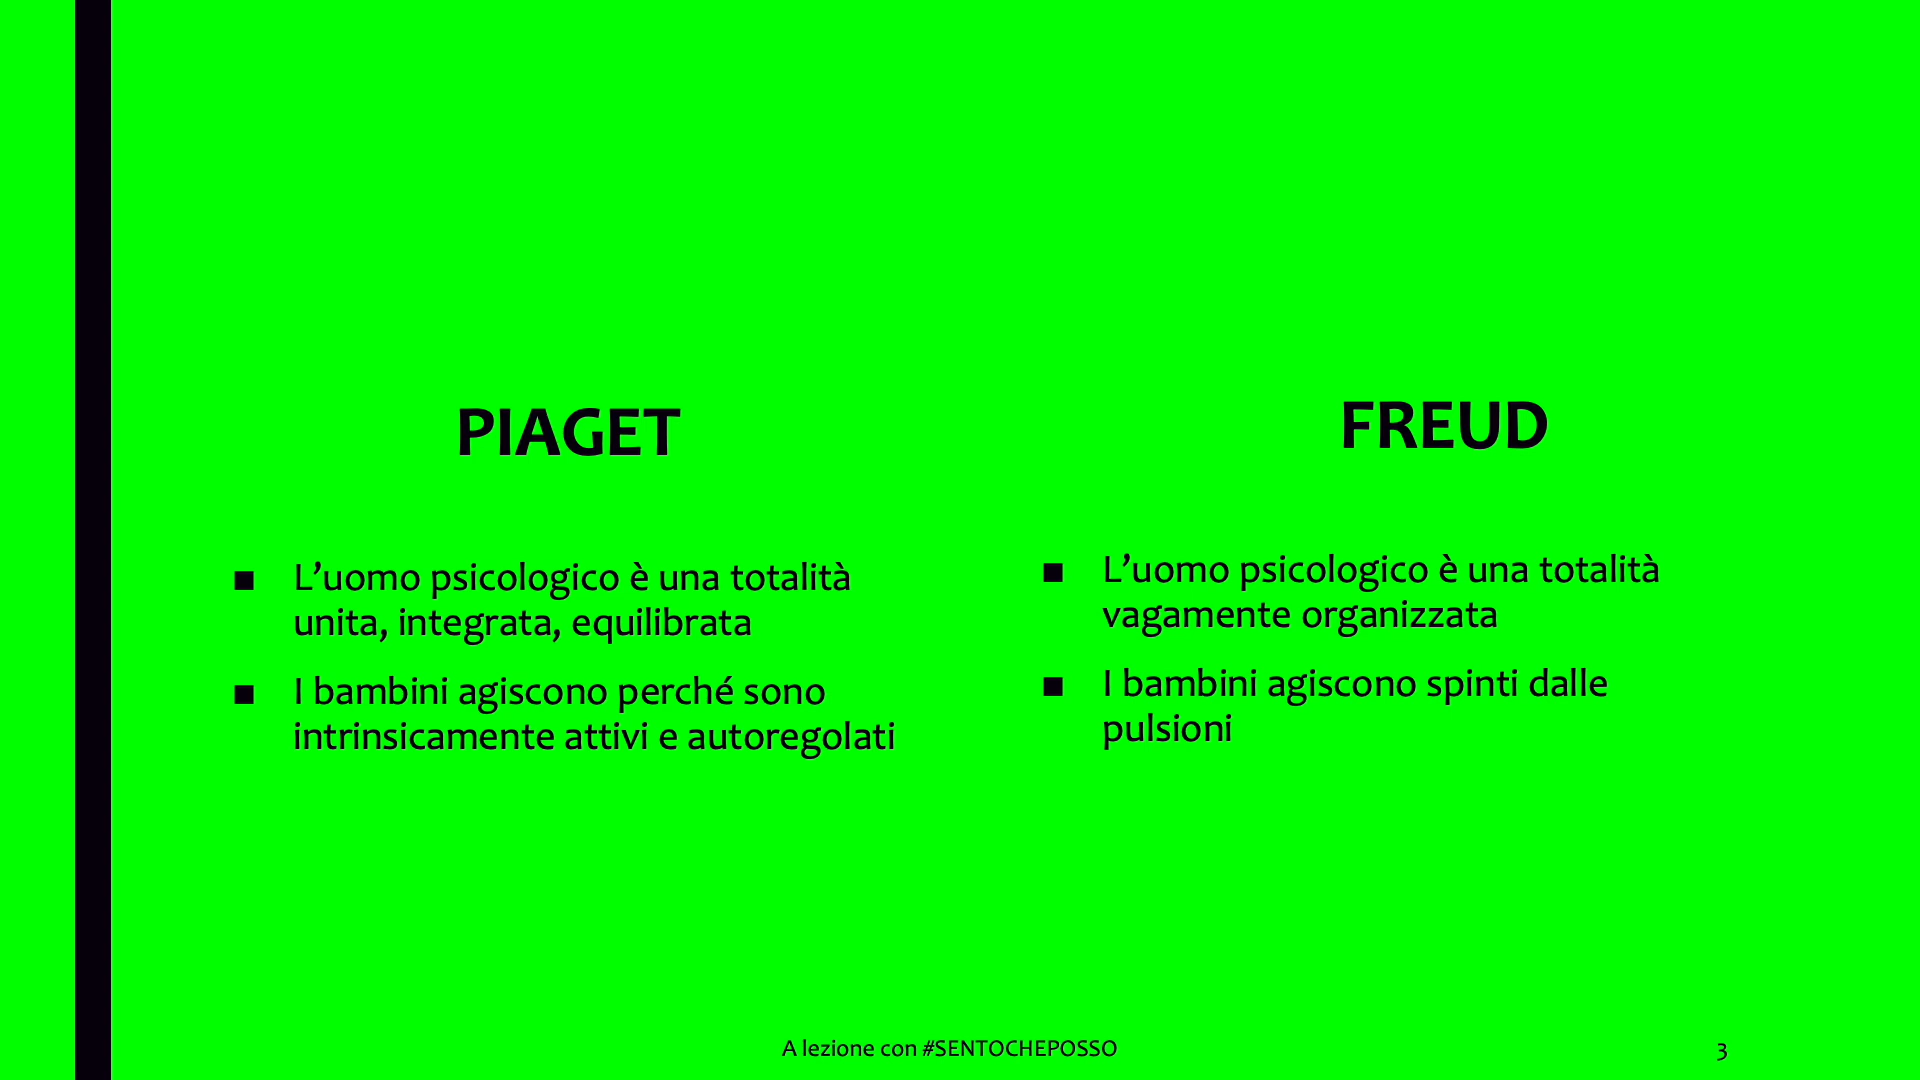 PIAGET
■ L’uomo psicologico è una totalità
unita, integrata, equilibrata
■ I bambini agiscono perché sono
intrinsicamente attivi e autoregolati
FREUD
■ L’uomo psicologico è una totalità
vagamente organizzata
■ I bambini agiscono spinti dalle
pulsioni
A lezione con #SENTOCHEPOSSO
3